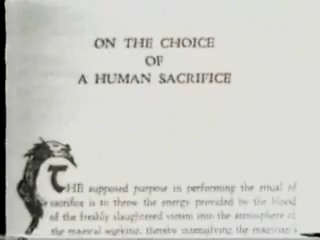 ON THE CHOICE
OF
A HUMAN SACRIFICE
THE supposed purpose in performing the ritual of
sacrifice is to throw the energy provided by the blood
of the freshly slaughtered victim into the atmosphere of
the magical working, thereby intensifying the magician's